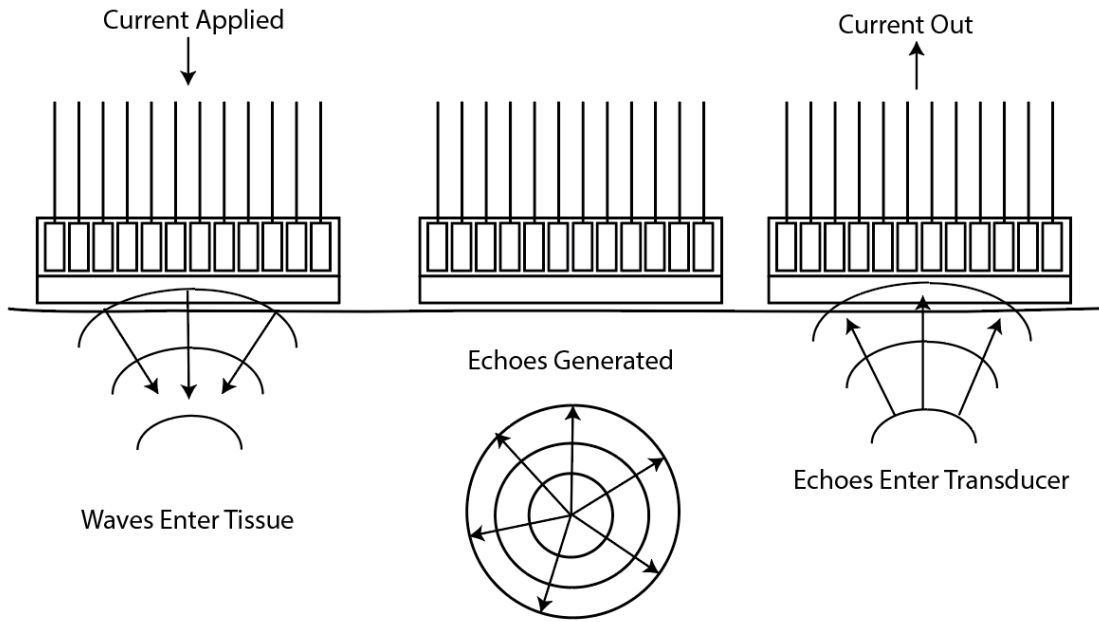 Current Applied
Current Out
Echoes Generated
Echoes Enter Transducer
Waves Enter Tissue